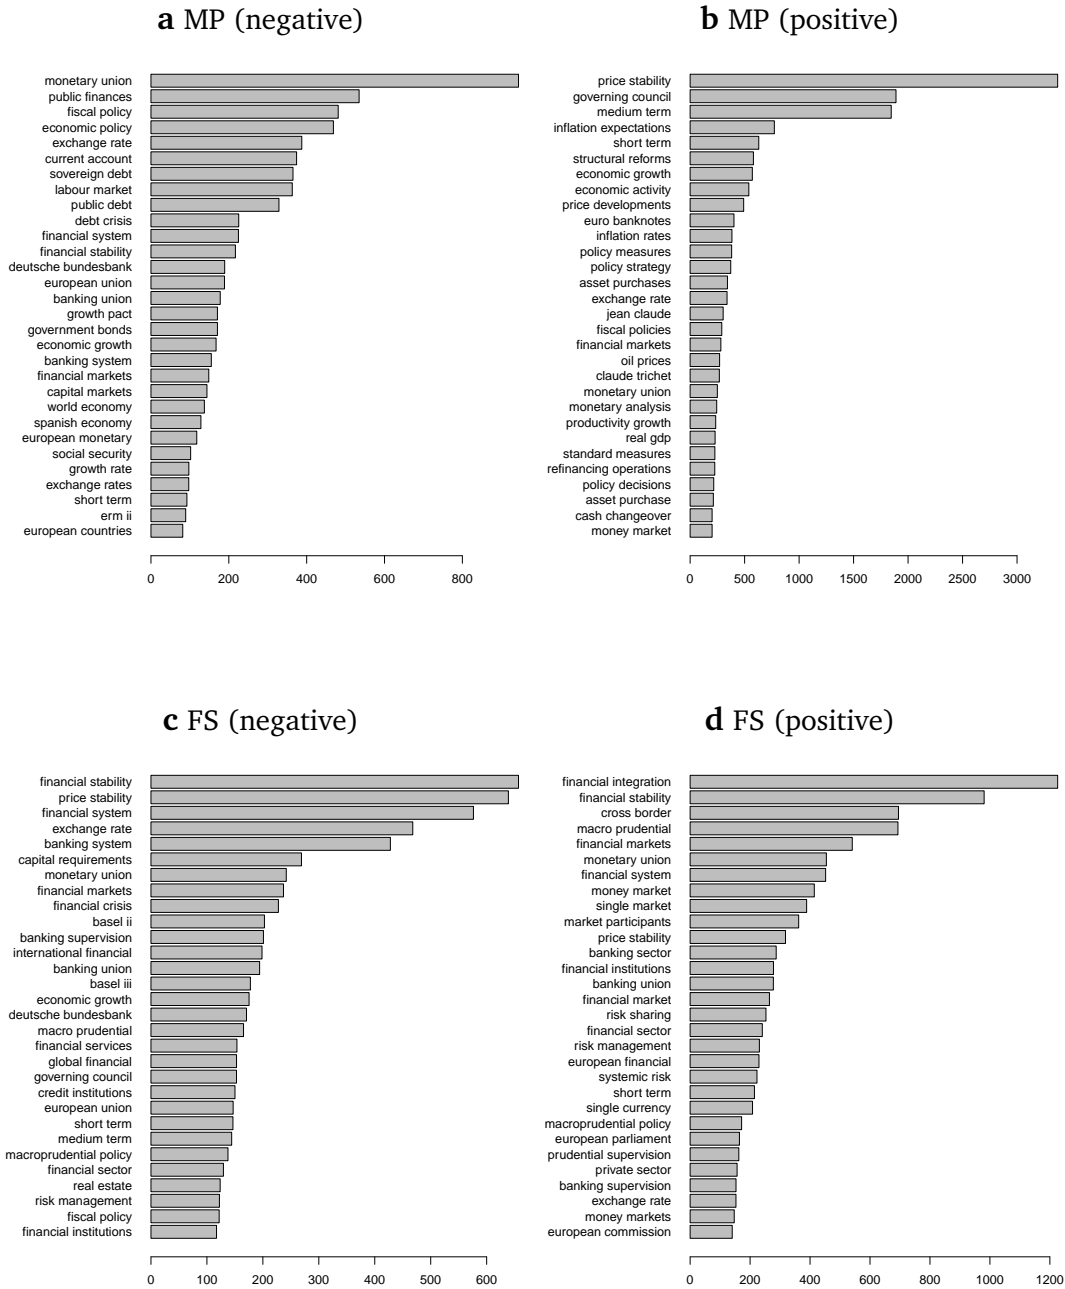 a MP (negative)
monetary union
public finances
fiscal policy
economic policy
exchange rate
current account
sovereign debt
labour market
public debt
debt crisis
financial system
financial stability
deutsche bundesbank
european union
banking union
growth pact
government bonds
economic growth
banking system
financial markets
capital markets
world economy
spanish economy
european monetary
social security
growth rate
exchange rates
short term
erm ii
european countries
0 200 400 600 800
b MP (positive)
price stability
governing council
medium term
inflation expectations
short term
structural reforms
economic growth
economic activity
price developments
euro banknotes
inflation rates
policy measures
policy strategy
asset purchases
exchange rate
jean claude
fiscal policies
financial markets
oil prices
claude trichet
monetary union
monetary analysis
productivity growth
real gdp
standard measures
refinancing operations
policy decisions
asset purchase
cash changeover
money market
0 500 1000 1500 2000 2500 3000
c FS (negative)
financial stability
price stability
financial system
exchange rate
banking system
capital requirements
monetary union
financial markets
financial crisis
basel ii
banking supervision
international financial
banking union
basel iii
economic growth
deutsche bundesbank
macro prudential
financial services
global financial
governing council
credit institutions
european union
short term
medium term
macroprudential policy
financial sector
real estate
risk management
fiscal policy
financial institutions
0 100 200 300 400 500 600
d FS (positive)
financial integration
financial stability
cross border
macro prudential
financial markets
monetary union
financial system
money market
single market
market participants
price stability
banking sector
financial institutions
banking union
financial market
risk sharing
financial sector
risk management
european financial
systemic risk
short term
single currency
macroprudential policy
european parliament
prudential supervision
private sector
banking supervision
exchange rate
money markets
european commission
0 200 400 600 800 1000 1200